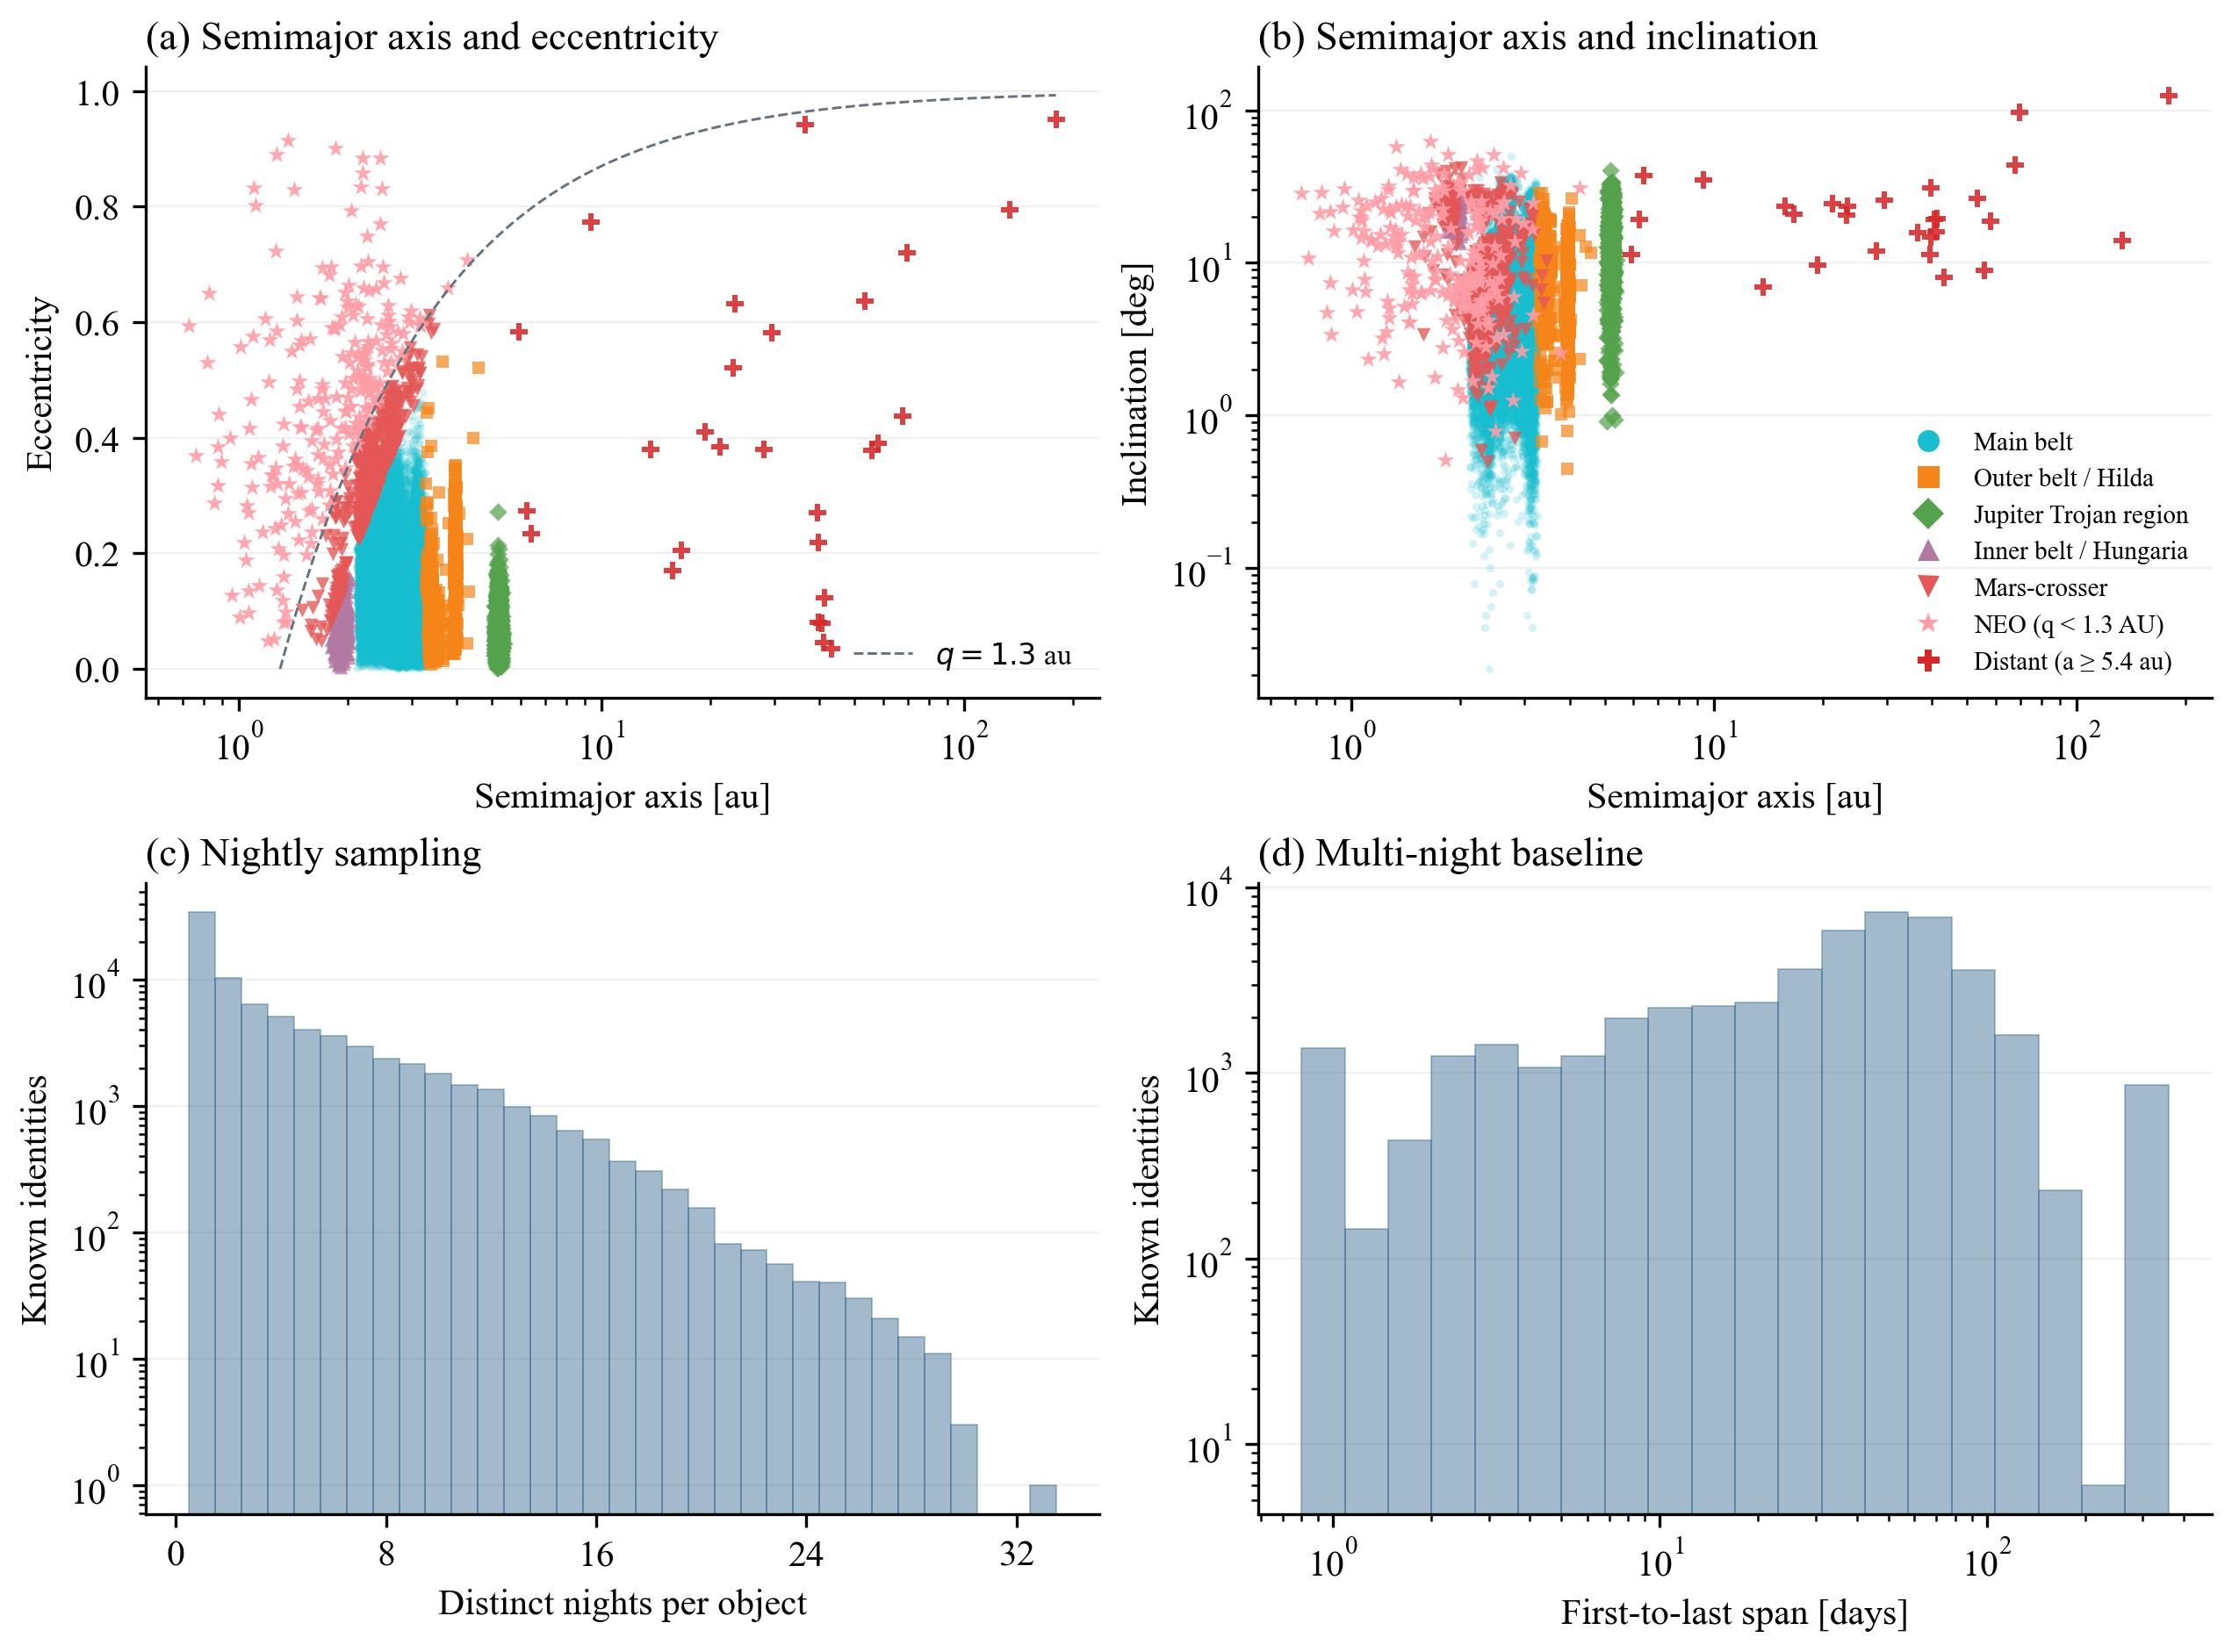 (a) Semimajor axis and eccentricity
1.0
0.8
0.6
0.4
0.2
0.0
Eccentricity
q = 1.3 au
10^0
10^1
10^2
Semimajor axis [au]
(b) Semimajor axis and inclination
10^2
10^1
10^0
10^−1
Inclination [deg]
Main belt
Outer belt / Hilda
Jupiter Trojan region
Inner belt / Hungaria
Mars-crosser
NEO (q < 1.3 AU)
Distant (a ≥ 5.4 au)
10^0
10^1
10^2
Semimajor axis [au]
(c) Nightly sampling
10^4
10^3
10^2
10^1
10^0
Known identities
0
8
16
24
32
Distinct nights per object
(d) Multi-night baseline
10^4
10^3
10^2
10^1
Known identities
10^0
10^1
10^2
First-to-last span [days]